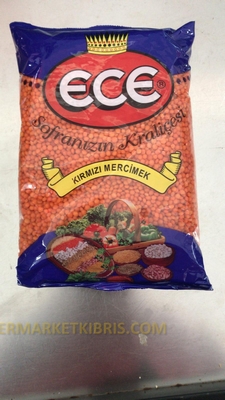 ECE®
Sofranızın Kraliçesi
KIRMIZI MERCİMEK
ERMARKETKIBRIS.COM